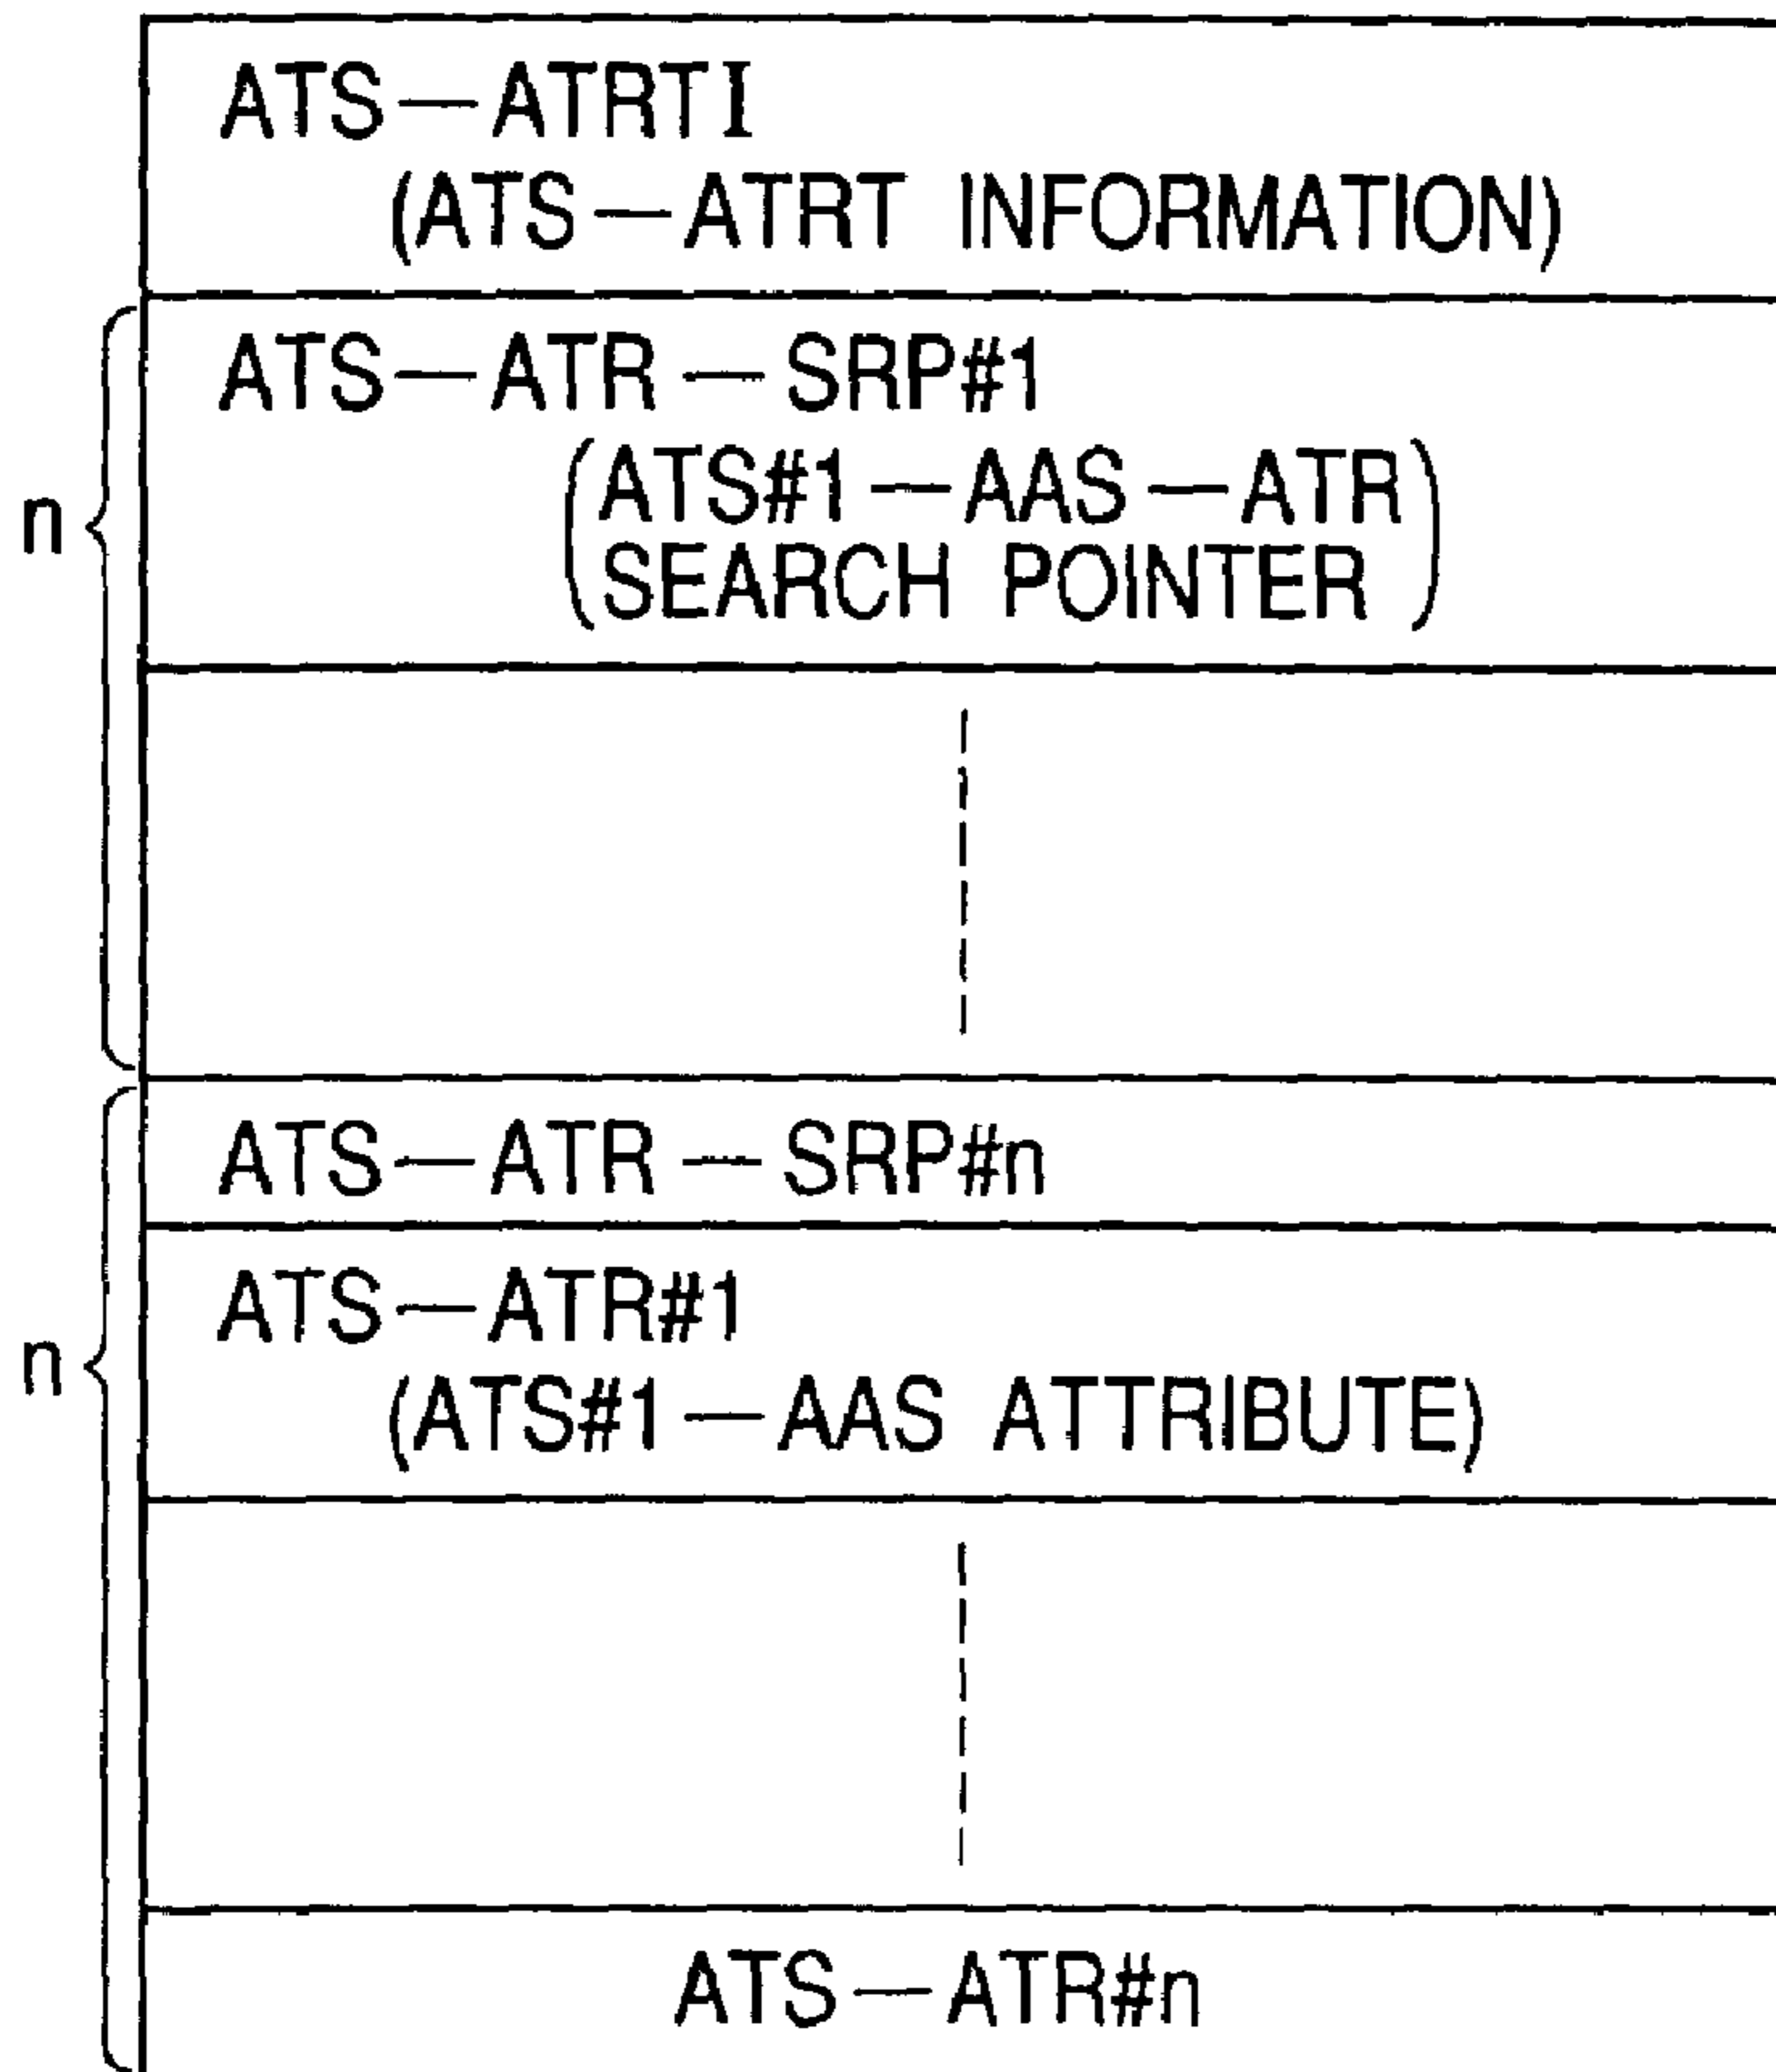 ATS—ATRTI
(ATS—ATRT INFORMATION)
n
ATS—ATR—SRP#1
(ATS#1—AAS—ATR
SEARCH POINTER)
ATS—ATR—SRP#n
n
ATS—ATR#1
(ATS#1—AAS ATTRIBUTE)
ATS—ATR#n